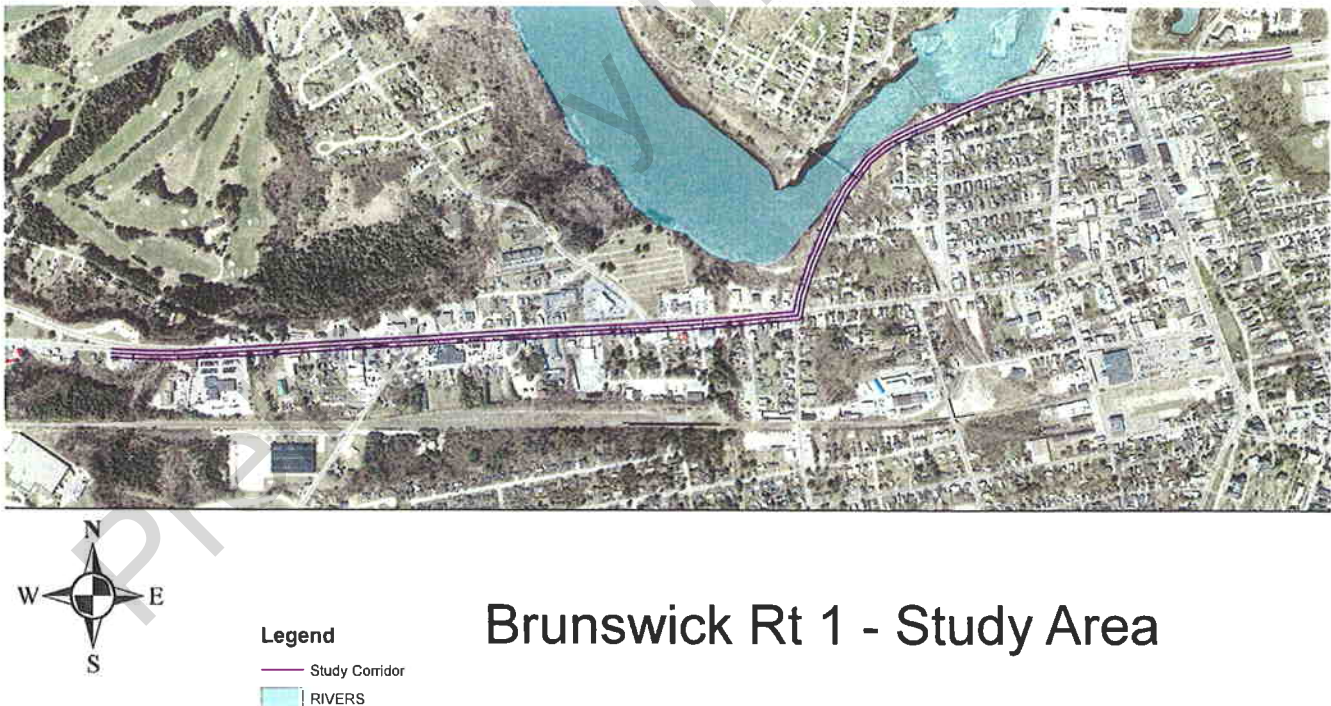 N
W E
S
Brunswick Rt 1 - Study Area
Legend
Study Corridor
RIVERS